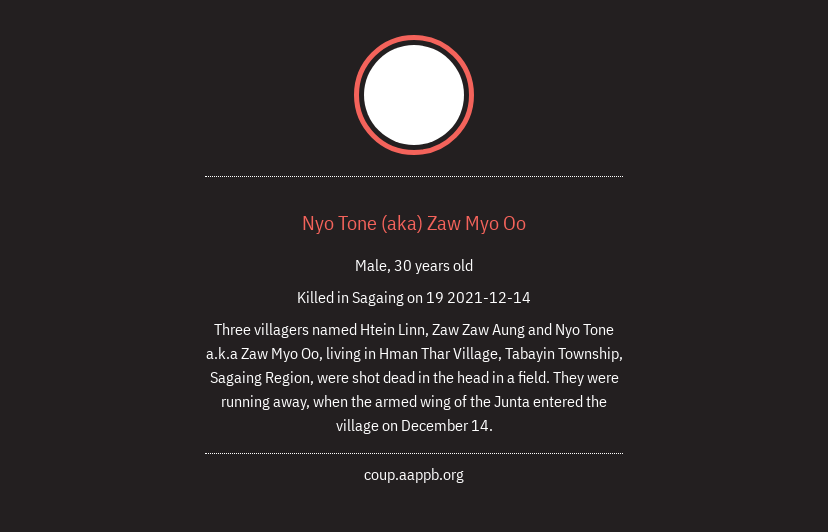 Nyo Tone (aka) Zaw Myo Oo
Male, 30 years old
Killed in Sagaing on 19 2021-12-14
Three villagers named Htein Linn, Zaw Zaw Aung and Nyo Tone
a.k.a Zaw Myo Oo, living in Hman Thar Village, Tabayin Township,
Sagaing Region, were shot dead in the head in a field. They were
running away, when the armed wing of the Junta entered the
village on December 14.
coup.aappb.org